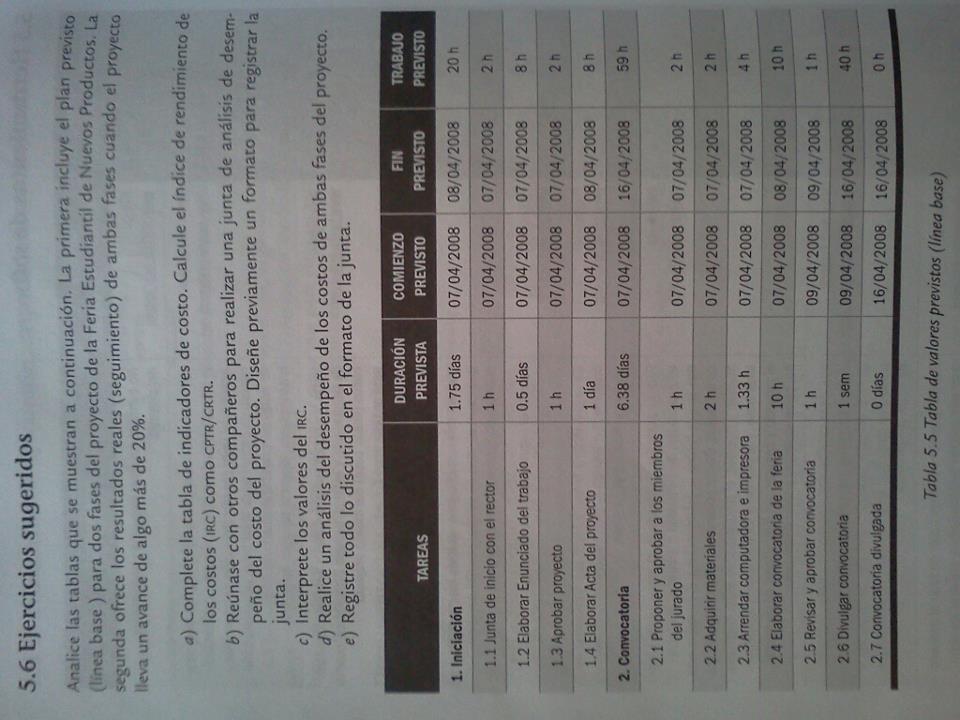 5.6 Ejercicios sugeridos
Analice las tablas que se muestran a continuación. La primera incluye el plan previsto
(línea base ) para dos fases del proyecto de la Feria Estudiantil de Nuevos Productos. La
segunda ofrece los resultados reales (seguimiento) de ambas fases cuando el proyecto
lleva un avance de algo más de 20%.
a) Complete la tabla de indicadores de costo. Calcule el índice de rendimiento de
los costos (IRC) como CPTR/CRTR.
b) Reúnase con otros compañeros para realizar una junta de análisis de desem-
peño del costo del proyecto. Diseñe previamente un formato para registrar la
junta.
c) Interprete los valores del IRC.
d) Realice un análisis del desempeño de los costos de ambas fases del proyecto.
e) Registre todo lo discutido en el formato de la junta.
TAREAS DURACIÓN PREVISTA COMIENZO PREVISTO FIN PREVISTO TRABAJO PREVISTO
1. Iniciación 1.75 días 07/04/2008 08/04/2008 20 h
1.1 Junta de inicio con el rector 1 h 07/04/2008 07/04/2008 2 h
1.2 Elaborar Enunciado del trabajo 0.5 días 07/04/2008 07/04/2008 8 h
1.3 Aprobar proyecto 1 h 07/04/2008 07/04/2008 2 h
1.4 Elaborar Acta del proyecto 1 día 07/04/2008 08/04/2008 8 h
2. Convocatoria 6.38 días 07/04/2008 16/04/2008 59 h
2.1 Proponer y aprobar a los miembros
del jurado 1 h 07/04/2008 07/04/2008 2 h
2.2 Adquirir materiales 2 h 07/04/2008 07/04/2008 2 h
2.3 Arrendar computadora e impresora 1.33 h 07/04/2008 07/04/2008 4 h
2.4 Elaborar convocatoria de la feria 10 h 07/04/2008 08/04/2008 10 h
2.5 Revisar y aprobar convocatoria 1 h 09/04/2008 09/04/2008 1 h
2.6 Divulgar convocatoria 1 sem 09/04/2008 16/04/2008 40 h
2.7 Convocatoria divulgada 0 días 16/04/2008 16/04/2008 0 h
Tabla 5.5 Tabla de valores previstos (línea base)